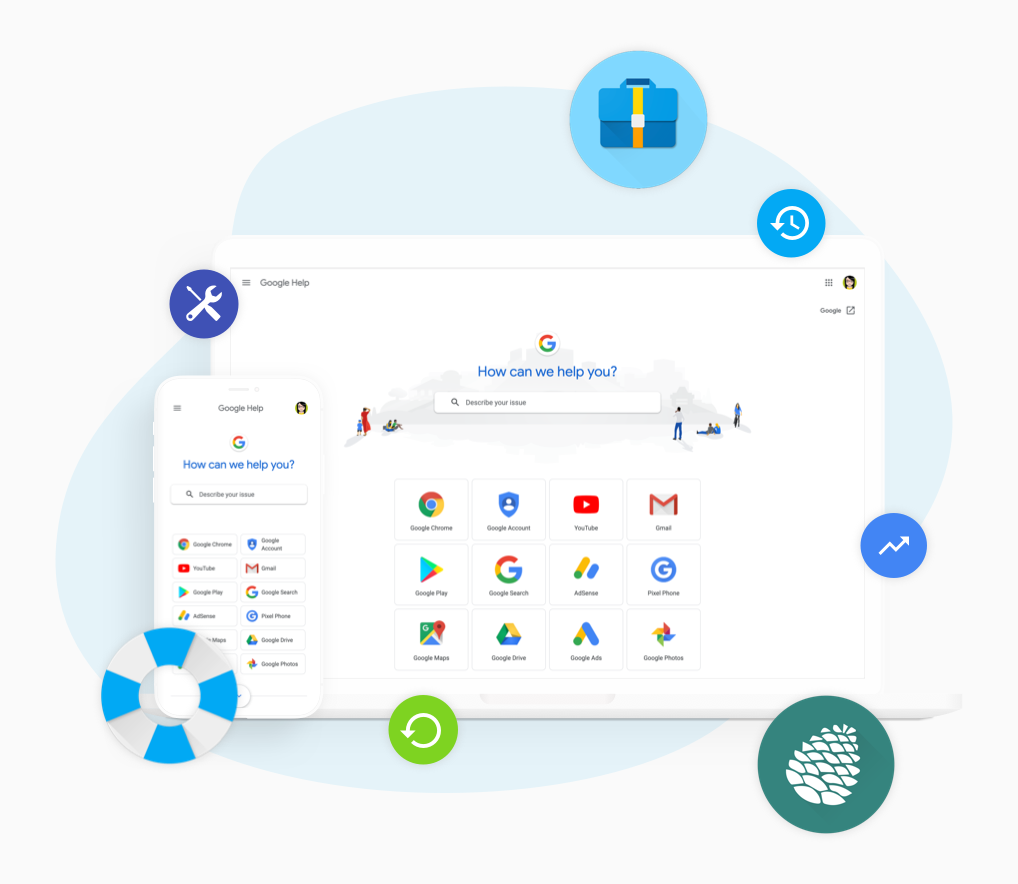 Google Help
Google
How can we help you?
Describe your issue
Google Chrome
Google Account
YouTube
Gmail
Google Play
Google Search
AdSense
Pixel Phone
Google Maps
Google Drive
Google Ads
Google Photos
Google Help
How can we help you?
Describe your issue
Google Chrome
Google
Account
YouTube
Gmail
Google Play
Google Search
AdSense
Pixel Phone
Maps
Google Drive
Google Photos